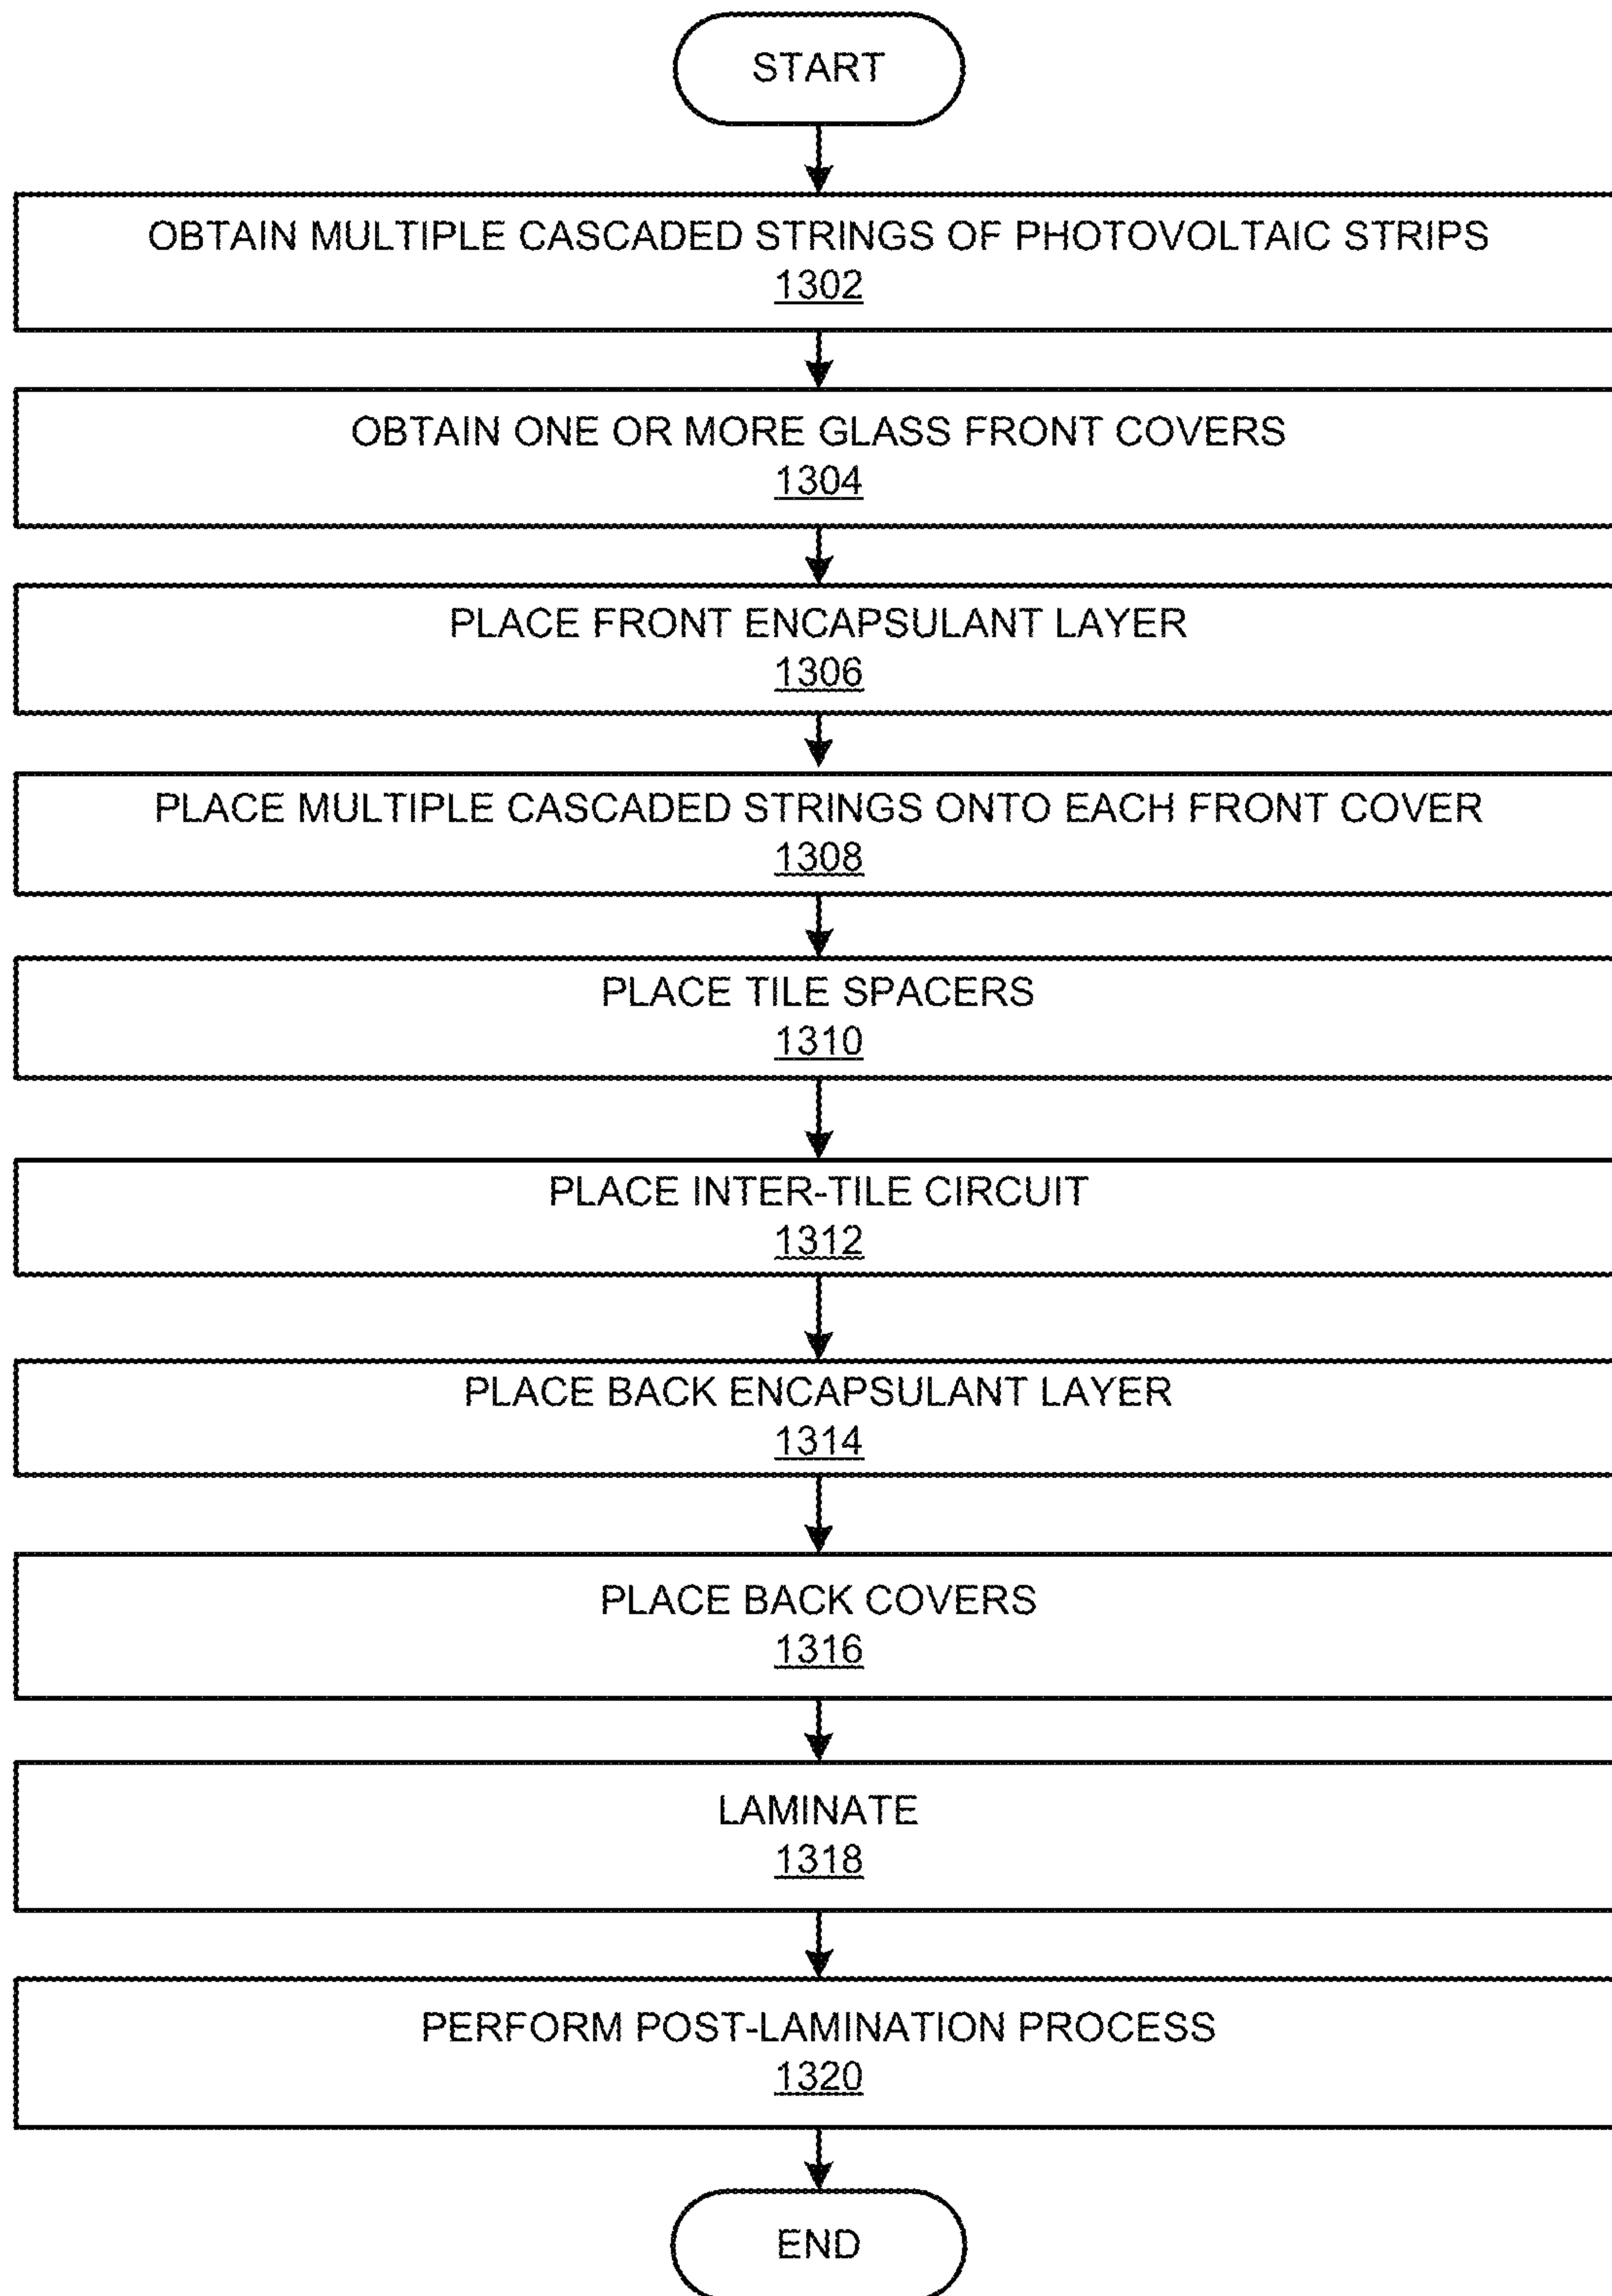 START
OBTAIN MULTIPLE CASCADED STRINGS OF PHOTOVOLTAIC STRIPS
1302
OBTAIN ONE OR MORE GLASS FRONT COVERS
1304
PLACE FRONT ENCAPSULANT LAYER
1306
PLACE MULTIPLE CASCADED STRINGS ONTO EACH FRONT COVER
1308
PLACE TILE SPACERS
1310
PLACE INTER-TILE CIRCUIT
1312
PLACE BACK ENCAPSULANT LAYER
1314
PLACE BACK COVERS
1316
LAMINATE
1318
PERFORM POST-LAMINATION PROCESS
1320
END